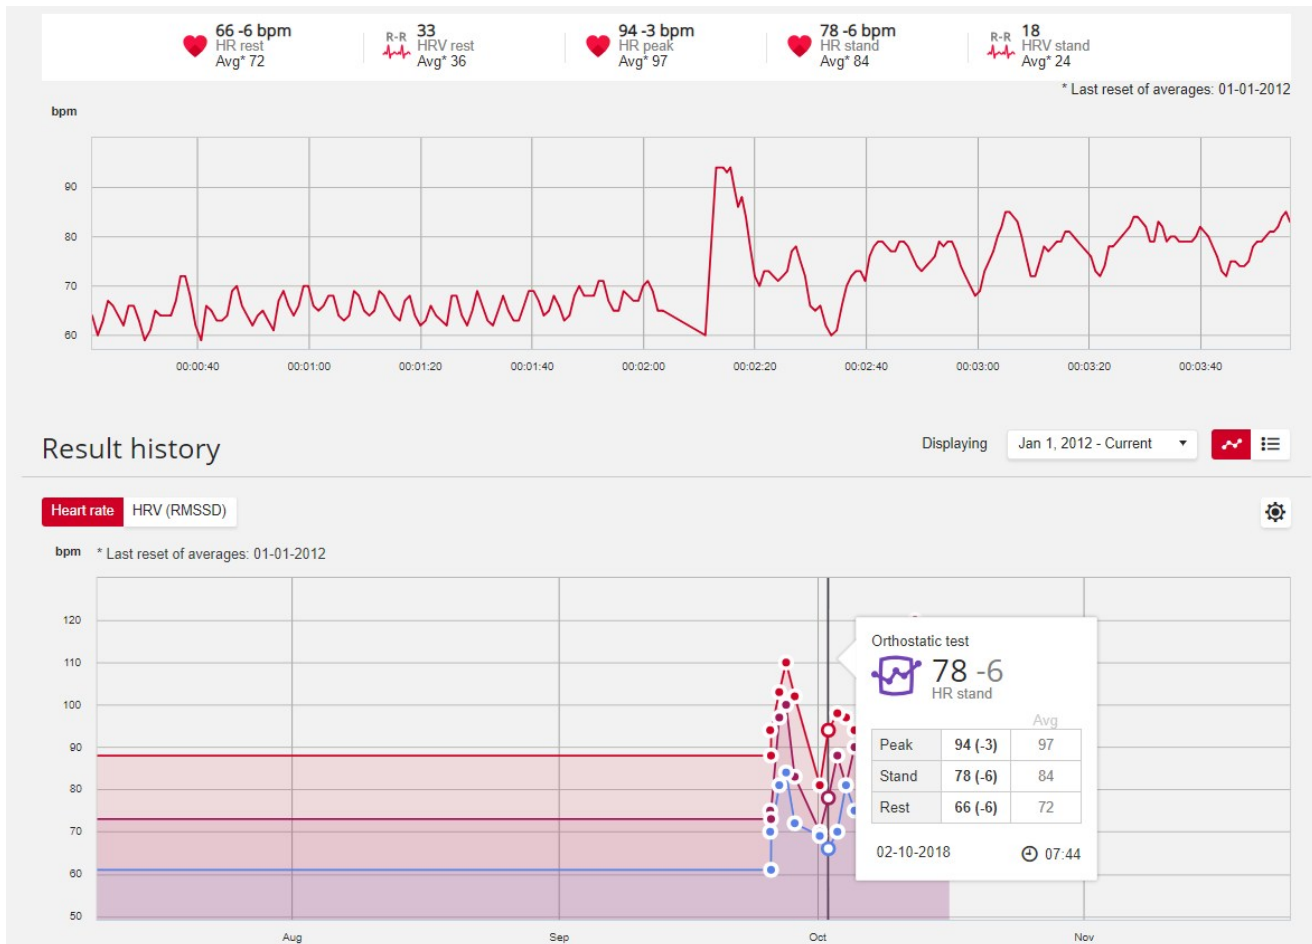 66 -6 bpm
HR rest
Avg* 72
R-R
33
HRV rest
Avg* 36
94 -3 bpm
HR peak
Avg* 97
78 -6 bpm
HR stand
Avg* 84
R-R
18
HRV stand
Avg* 24
* Last reset of averages: 01-01-2012
bpm
90
80
70
60
00:00:40 00:01:00 00:01:20 00:01:40 00:02:00 00:02:20 00:02:40 00:03:00 00:03:20 00:03:40
Result history
Displaying Jan 1, 2012 - Current
Heart rate HRV (RMSSD)
bpm * Last reset of averages: 01-01-2012
120
110
100
90
80
70
60
50
Aug Sep Oct Nov
Orthostatic test
78 -6
HR stand
Avg
Peak 94 (-3) 97
Stand 78 (-6) 84
Rest 66 (-6) 72
02-10-2018 07:44